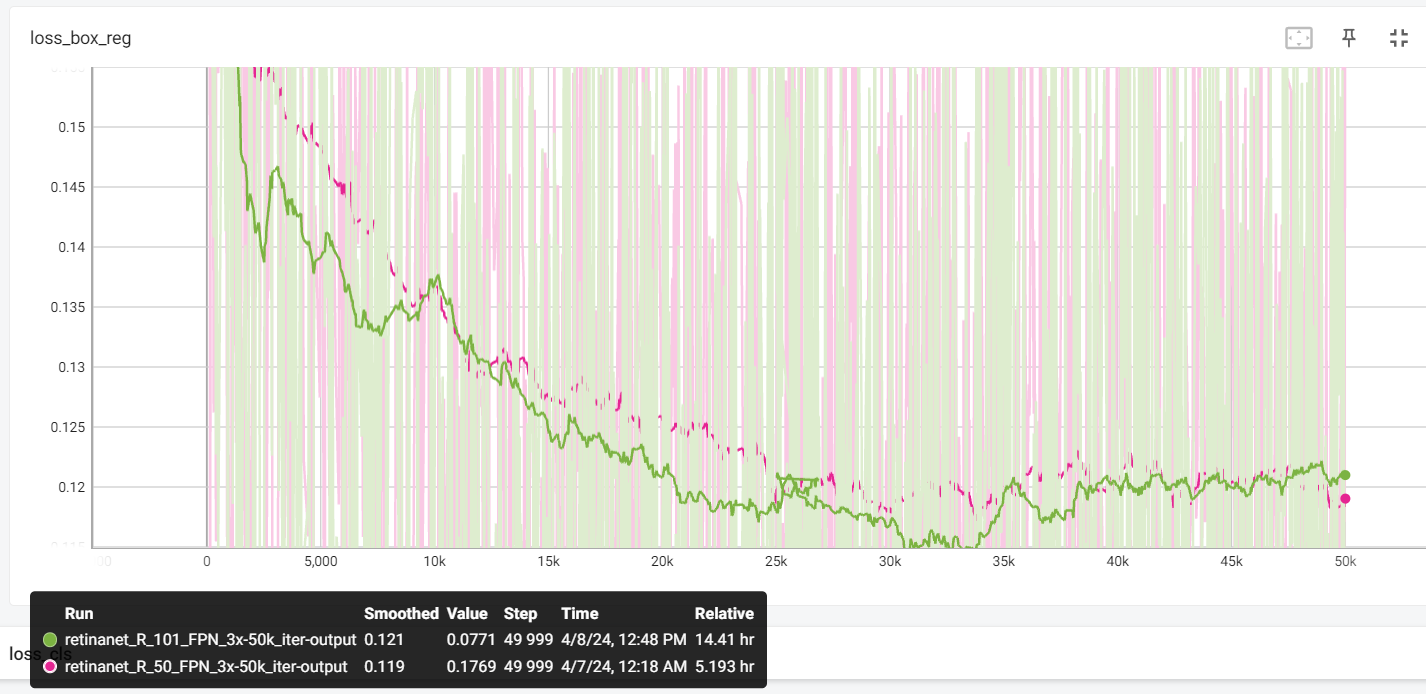 loss_box_reg
0.15
0.145
0.14
0.135
0.13
0.125
0.12
0 5,000 10k 15k 20k 25k 30k 35k 40k 45k 50k
Run Smoothed Value Step Time Relative
retinanet_R_101_FPN_3x-50k_iter-output 0.121 0.0771 49 999 4/8/24, 12:48 PM 14.41 hr
retinanet_R_50_FPN_3x-50k_iter-output 0.119 0.1769 49 999 4/7/24, 12:18 AM 5.193 hr
loss_cls